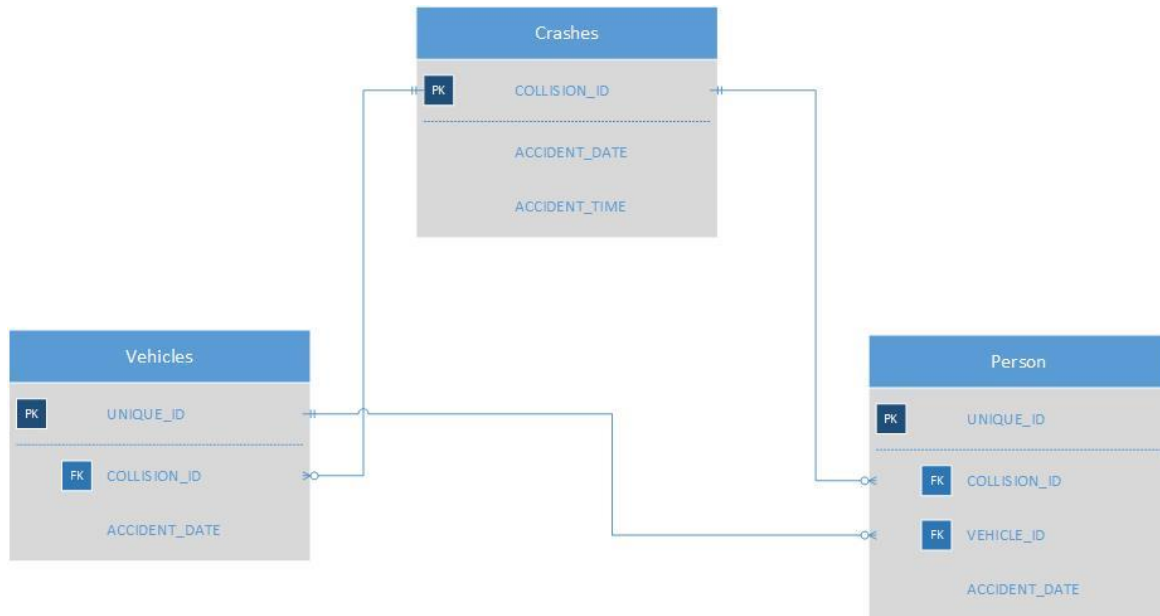 Crashes
PK COLLISION_ID
ACCIDENT_DATE
ACCIDENT_TIME
Vehicles
PK UNIQUE_ID
FK COLLISION_ID
ACCIDENT_DATE
Person
PK UNIQUE_ID
FK COLLISION_ID
FK VEHICLE_ID
ACCIDENT_DATE